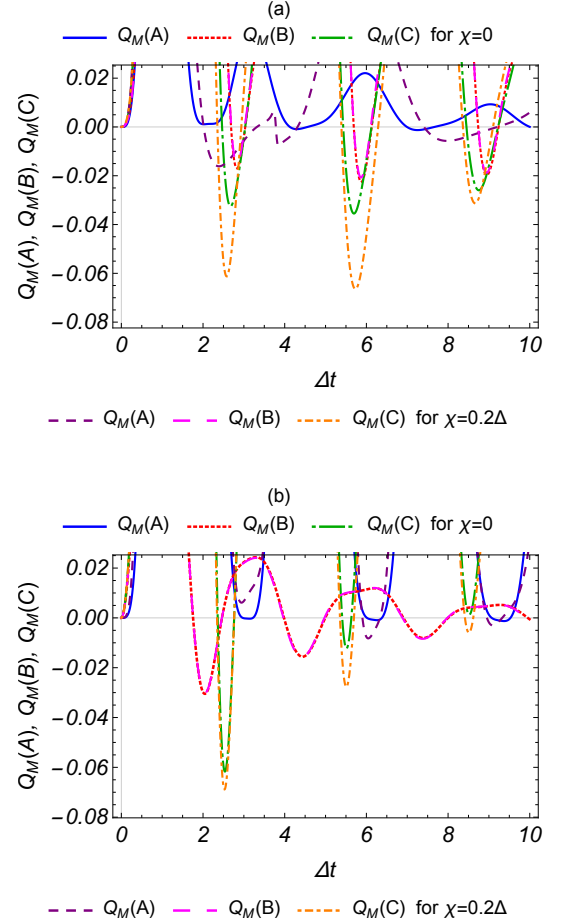 (a)
Q_M(A) Q_M(B) Q_M(C) for χ=0
Q_M(A), Q_M(B), Q_M(C)
0.02
0.00
−0.02
−0.04
−0.06
−0.08
0 2 4 6 8 10
Δt
Q_M(A) Q_M(B) Q_M(C) for χ=0.2Δ
(b)
Q_M(A) Q_M(B) Q_M(C) for χ=0
Q_M(A), Q_M(B), Q_M(C)
0.02
0.00
−0.02
−0.04
−0.06
−0.08
0 2 4 6 8 10
Δt
Q_M(A) Q_M(B) Q_M(C) for χ=0.2Δ